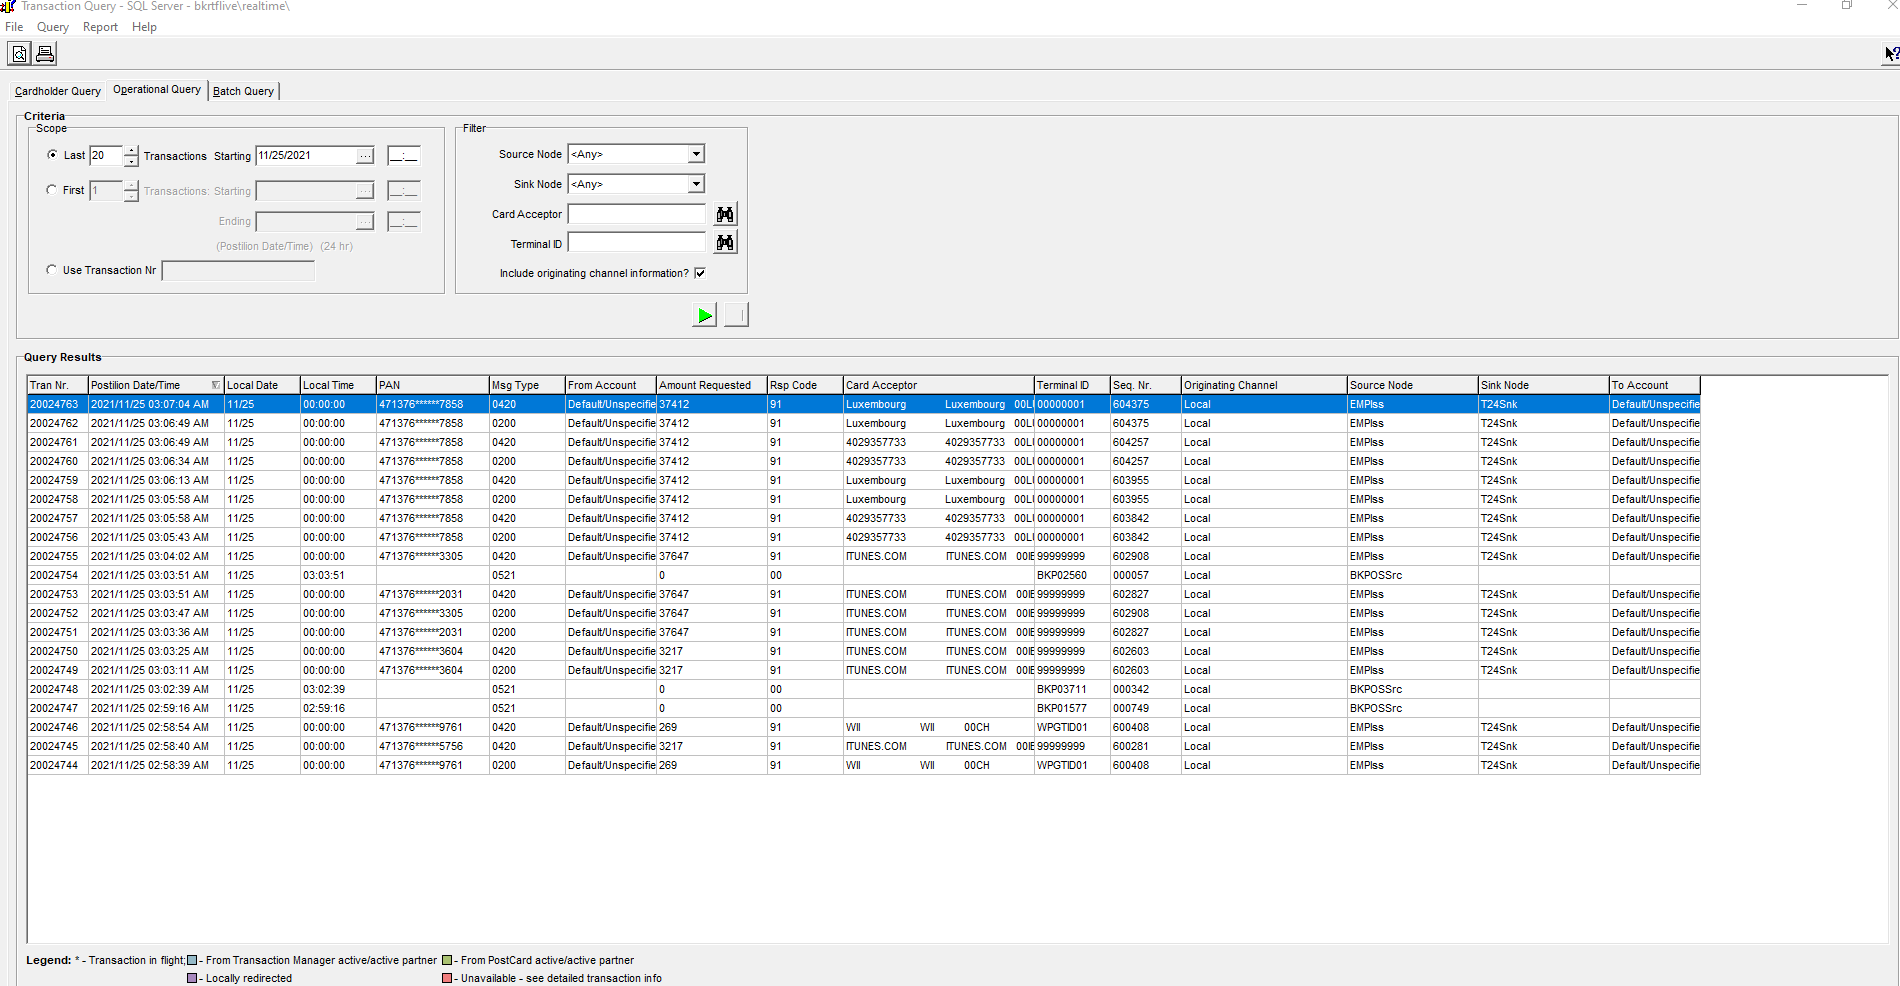 Transaction Query - SQL Server - bkrtflive\realtime\
File Query Report Help
Cardholder Query Operational Query Batch Query
Criteria
Scope Filter
Last 20 Transactions Starting 11/25/2021 ... __:__ Source Node <Any>
First 1 Transactions: Starting ... __:__ Sink Node <Any>
Ending ... __:__ Card Acceptor
(Postilion Date/Time) (24 hr) Terminal ID
Use Transaction Nr Include originating channel information?
Query Results
Tran Nr. Postilion Date/Time Local Date Local Time PAN Msg Type From Account Amount Requested Rsp Code Card Acceptor Terminal ID Seq. Nr. Originating Channel Source Node Sink Node To Account
20024763 2021/11/25 03:07:04 AM 11/25 00:00:00 471376******7858 0420 Default/Unspecifie 37412 91 Luxembourg Luxembourg 00LU 00000001 604375 Local EMPIss T24Snk Default/Unspecifie
20024762 2021/11/25 03:06:49 AM 11/25 00:00:00 471376******7858 0200 Default/Unspecifie 37412 91 Luxembourg Luxembourg 00LU 00000001 604375 Local EMPIss T24Snk Default/Unspecifie
20024761 2021/11/25 03:06:49 AM 11/25 00:00:00 471376******7858 0420 Default/Unspecifie 37412 91 4029357733 4029357733 00LU 00000001 604257 Local EMPIss T24Snk Default/Unspecifie
20024760 2021/11/25 03:06:34 AM 11/25 00:00:00 471376******7858 0200 Default/Unspecifie 37412 91 4029357733 4029357733 00LU 00000001 604257 Local EMPIss T24Snk Default/Unspecifie
20024759 2021/11/25 03:06:13 AM 11/25 00:00:00 471376******7858 0420 Default/Unspecifie 37412 91 Luxembourg Luxembourg 00LU 00000001 603955 Local EMPIss T24Snk Default/Unspecifie
20024758 2021/11/25 03:05:58 AM 11/25 00:00:00 471376******7858 0200 Default/Unspecifie 37412 91 Luxembourg Luxembourg 00LU 00000001 603955 Local EMPIss T24Snk Default/Unspecifie
20024757 2021/11/25 03:05:58 AM 11/25 00:00:00 471376******7858 0420 Default/Unspecifie 37412 91 4029357733 4029357733 00LU 00000001 603842 Local EMPIss T24Snk Default/Unspecifie
20024756 2021/11/25 03:05:43 AM 11/25 00:00:00 471376******7858 0200 Default/Unspecifie 37412 91 4029357733 4029357733 00LU 00000001 603842 Local EMPIss T24Snk Default/Unspecifie
20024755 2021/11/25 03:04:02 AM 11/25 00:00:00 471376******3305 0420 Default/Unspecifie 37647 91 ITUNES.COM ITUNES.COM 00IE 99999999 602908 Local EMPIss T24Snk Default/Unspecifie
20024754 2021/11/25 03:03:51 AM 11/25 03:03:51 0521 0 00 BKP02560 000057 Local BKPOSSrc
20024753 2021/11/25 03:03:51 AM 11/25 00:00:00 471376******2031 0420 Default/Unspecifie 37647 91 ITUNES.COM ITUNES.COM 00IE 99999999 602827 Local EMPIss T24Snk Default/Unspecifie
20024752 2021/11/25 03:03:47 AM 11/25 00:00:00 471376******3305 0200 Default/Unspecifie 37647 91 ITUNES.COM ITUNES.COM 00IE 99999999 602908 Local EMPIss T24Snk Default/Unspecifie
20024751 2021/11/25 03:03:36 AM 11/25 00:00:00 471376******2031 0200 Default/Unspecifie 37647 91 ITUNES.COM ITUNES.COM 00IE 99999999 602827 Local EMPIss T24Snk Default/Unspecifie
20024750 2021/11/25 03:03:25 AM 11/25 00:00:00 471376******3604 0420 Default/Unspecifie 3217 91 ITUNES.COM ITUNES.COM 00IE 99999999 602603 Local EMPIss T24Snk Default/Unspecifie
20024749 2021/11/25 03:03:11 AM 11/25 00:00:00 471376******3604 0200 Default/Unspecifie 3217 91 ITUNES.COM ITUNES.COM 00IE 99999999 602603 Local EMPIss T24Snk Default/Unspecifie
20024748 2021/11/25 03:02:39 AM 11/25 03:02:39 0521 0 00 BKP03711 000342 Local BKPOSSrc
20024747 2021/11/25 02:59:16 AM 11/25 02:59:16 0521 0 00 BKP01577 000749 Local BKPOSSrc
20024746 2021/11/25 02:58:54 AM 11/25 00:00:00 471376******9761 0420 Default/Unspecifie 269 91 WII WII 00CH WPGTID01 600408 Local EMPIss T24Snk Default/Unspecifie
20024745 2021/11/25 02:58:40 AM 11/25 00:00:00 471376******5756 0420 Default/Unspecifie 3217 91 ITUNES.COM ITUNES.COM 00IE 99999999 600281 Local EMPIss T24Snk Default/Unspecifie
20024744 2021/11/25 02:58:39 AM 11/25 00:00:00 471376******9761 0200 Default/Unspecifie 269 91 WII WII 00CH WPGTID01 600408 Local EMPIss T24Snk Default/Unspecifie
Legend: * - Transaction in flight; - From Transaction Manager active/active partner - From PostCard active/active partner
- Locally redirected - Unavailable - see detailed transaction info